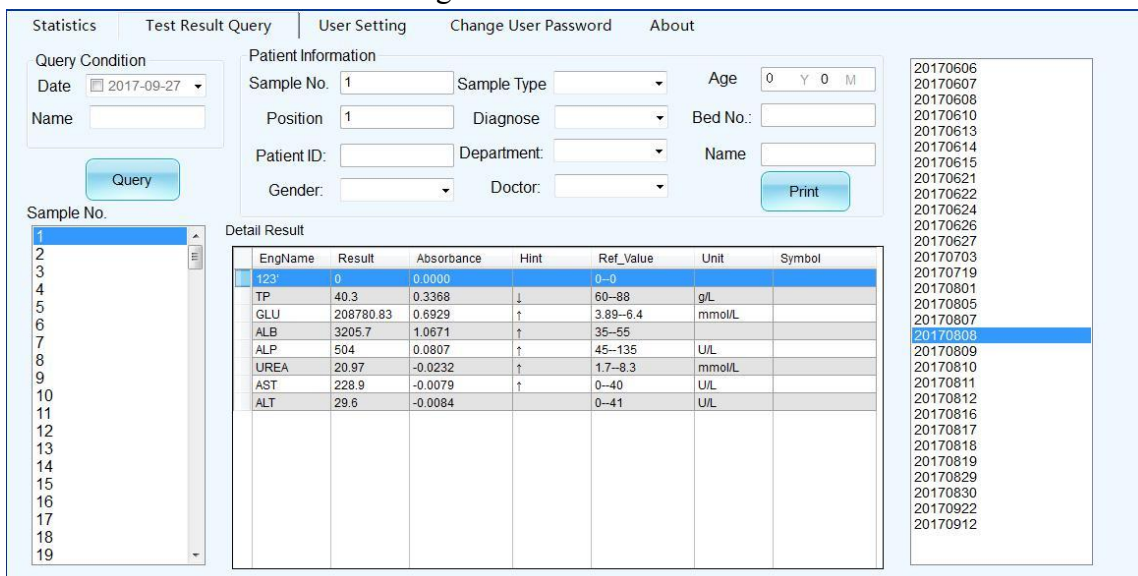 Statistics Test Result Query User Setting Change User Password About
Query Condition
Date 2017-09-27
Name
Query
Patient Information
Sample No. 1 Sample Type Age 0 Y 0 M
Position 1 Diagnose Bed No.:
Patient ID: Department: Name
Gender: Doctor: Print
Sample No.
1
2
3
4
5
6
7
8
9
10
11
12
13
14
15
16
17
18
19
Detail Result
EngName Result Absorbance Hint Ref_Value Unit Symbol
123' 0 0.0000 0--0
TP 40.3 0.3368 ↓ 60--88 g/L
GLU 208780.83 0.6929 ↑ 3.89--6.4 mmol/L
ALB 3205.7 1.0671 ↑ 35--55
ALP 504 0.0807 ↑ 45--135 U/L
UREA 20.97 -0.0232 ↑ 1.7--8.3 mmol/L
AST 228.9 -0.0079 ↑ 0--40 U/L
ALT 29.6 -0.0084 0--41 U/L
20170606
20170607
20170608
20170610
20170613
20170614
20170615
20170621
20170622
20170624
20170626
20170627
20170703
20170719
20170801
20170805
20170807
20170808
20170809
20170810
20170811
20170812
20170816
20170817
20170818
20170819
20170829
20170830
20170922
20170912